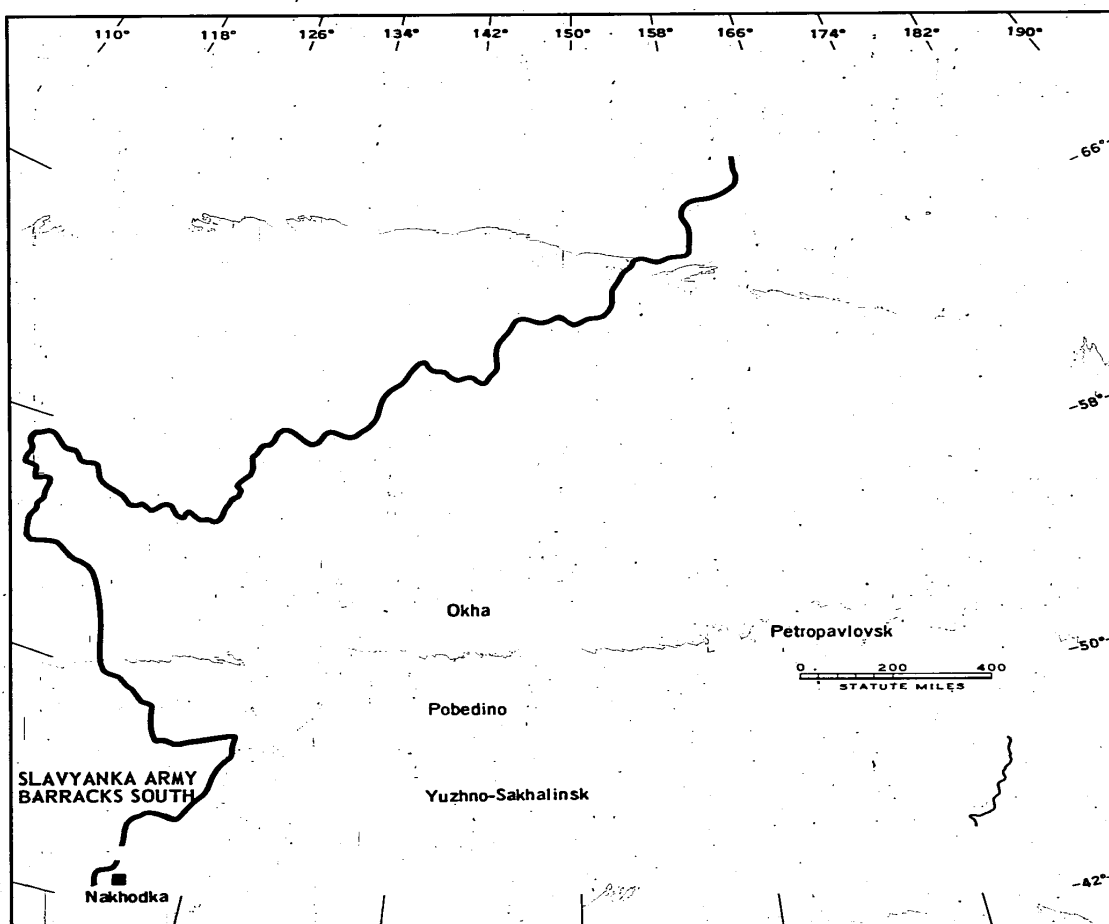 110° 118° 126° 134° 142° 150° 158° 166° 174° 182° 190°
66°
58°
Okha
Petropavlovsk
50°
0 200 400
STATUTE MILES
Pobedino
SLAVYANKA ARMY
BARRACKS SOUTH
Yuzhno-Sakhalinsk
42°
Nakhodka